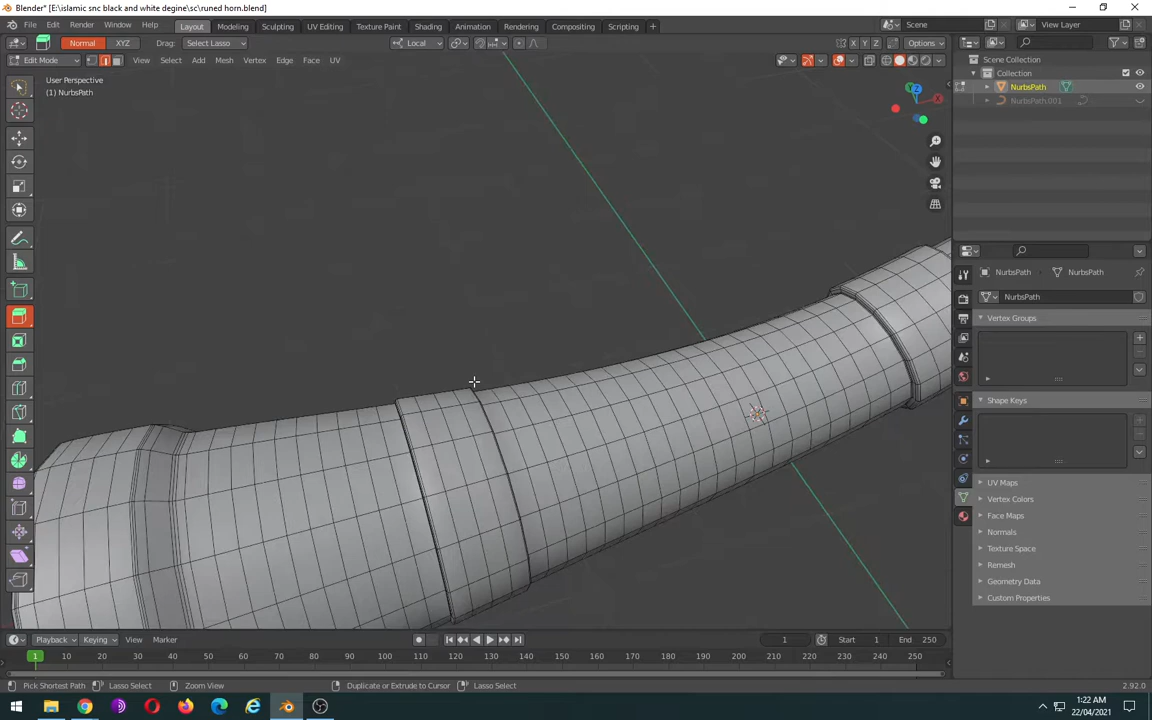 Blender* [E:\islamic snc black and white degine\sc\runed horn.blend]
File Edit Render Window Help Layout Modeling Sculpting UV Editing Texture Paint Shading Animation Rendering Compositing Scripting + Scene View Layer
Normal XYZ Drag: Select Lasso Local X Y Z Options
Edit Mode View Select Add Mesh Vertex Edge Face UV
User Perspective
(1) NurbsPath
Scene Collection
Collection
NurbsPath
NurbsPath.001
NurbsPath NurbsPath
NurbsPath
Vertex Groups
Shape Keys
UV Maps
Vertex Colors
Face Maps
Normals
Texture Space
Remesh
Geometry Data
Custom Properties
Playback Keying View Marker 1 Start 1 End 250
1 10 20 30 40 50 60 70 80 90 100 110 120 130 140 150 160 170 180 190 200 210 220 230 240 250
Pick Shortest Path Lasso Select Zoom View Duplicate or Extrude to Cursor Lasso Select 2.92.0
1:22 AM
22/04/2021